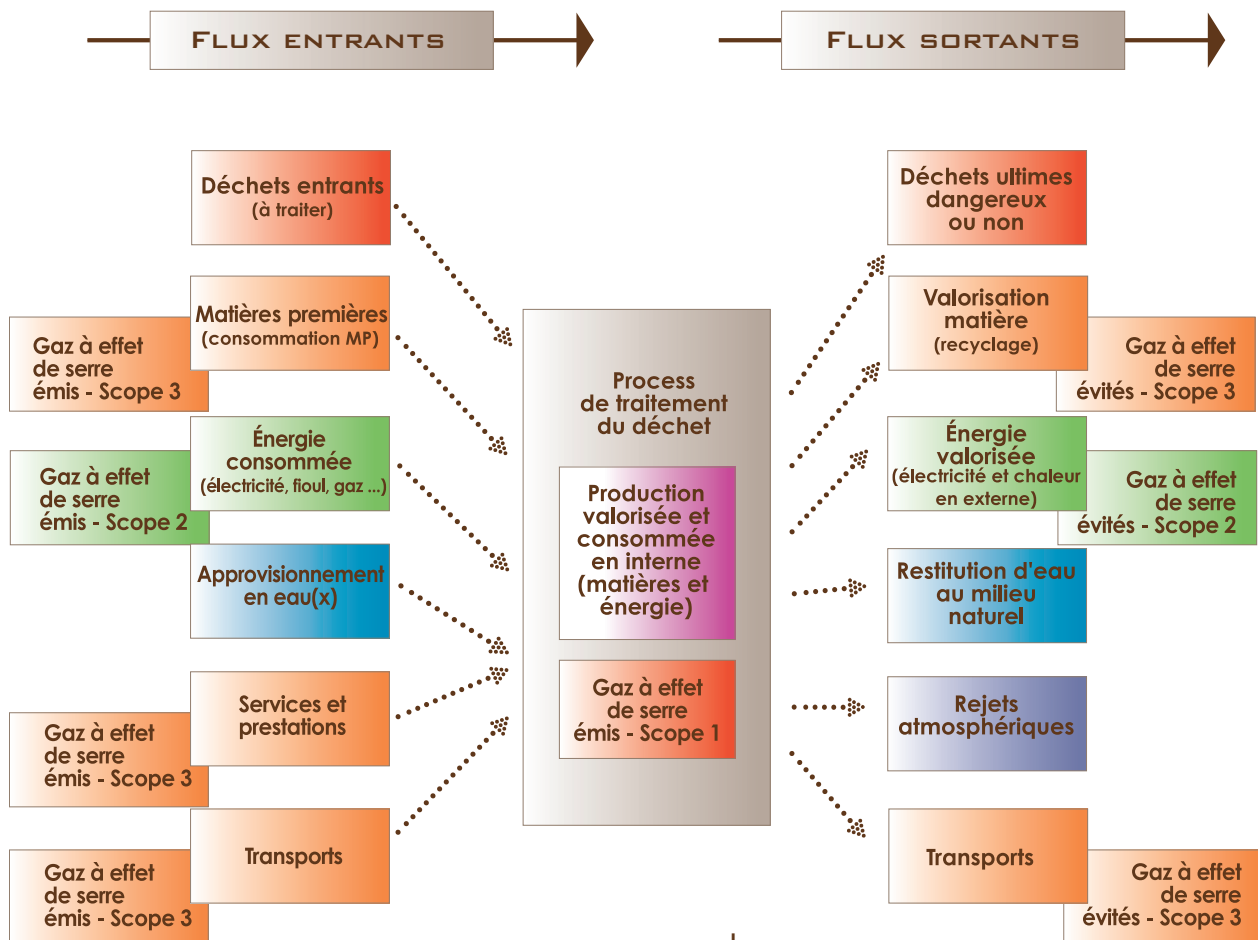 FLUX ENTRANTS
FLUX SORTANTS
Déchets entrants
(à traiter)
Matières premières
(consommation MP)
Gaz à effet
de serre
émis - Scope 3
Énergie
consommée
(électricité, fioul, gaz ...)
Gaz à effet
de serre
émis - Scope 2
Approvisionnement
en eau(x)
Services et
prestations
Gaz à effet
de serre
émis - Scope 3
Transports
Gaz à effet
de serre
émis - Scope 3
Process
de traitement
du déchet
Production
valorisée et
consommée
en interne
(matières et
énergie)
Gaz à effet
de serre
émis - Scope 1
Déchets ultimes
dangereux
ou non
Valorisation
matière
(recyclage)
Gaz à effet
de serre
évités - Scope 3
Énergie
valorisée
(électricité et chaleur
en externe)
Gaz à effet
de serre
évités - Scope 2
Restitution d'eau
au milieu
naturel
Rejets
atmosphériques
Transports
Gaz à effet
de serre
évités - Scope 3